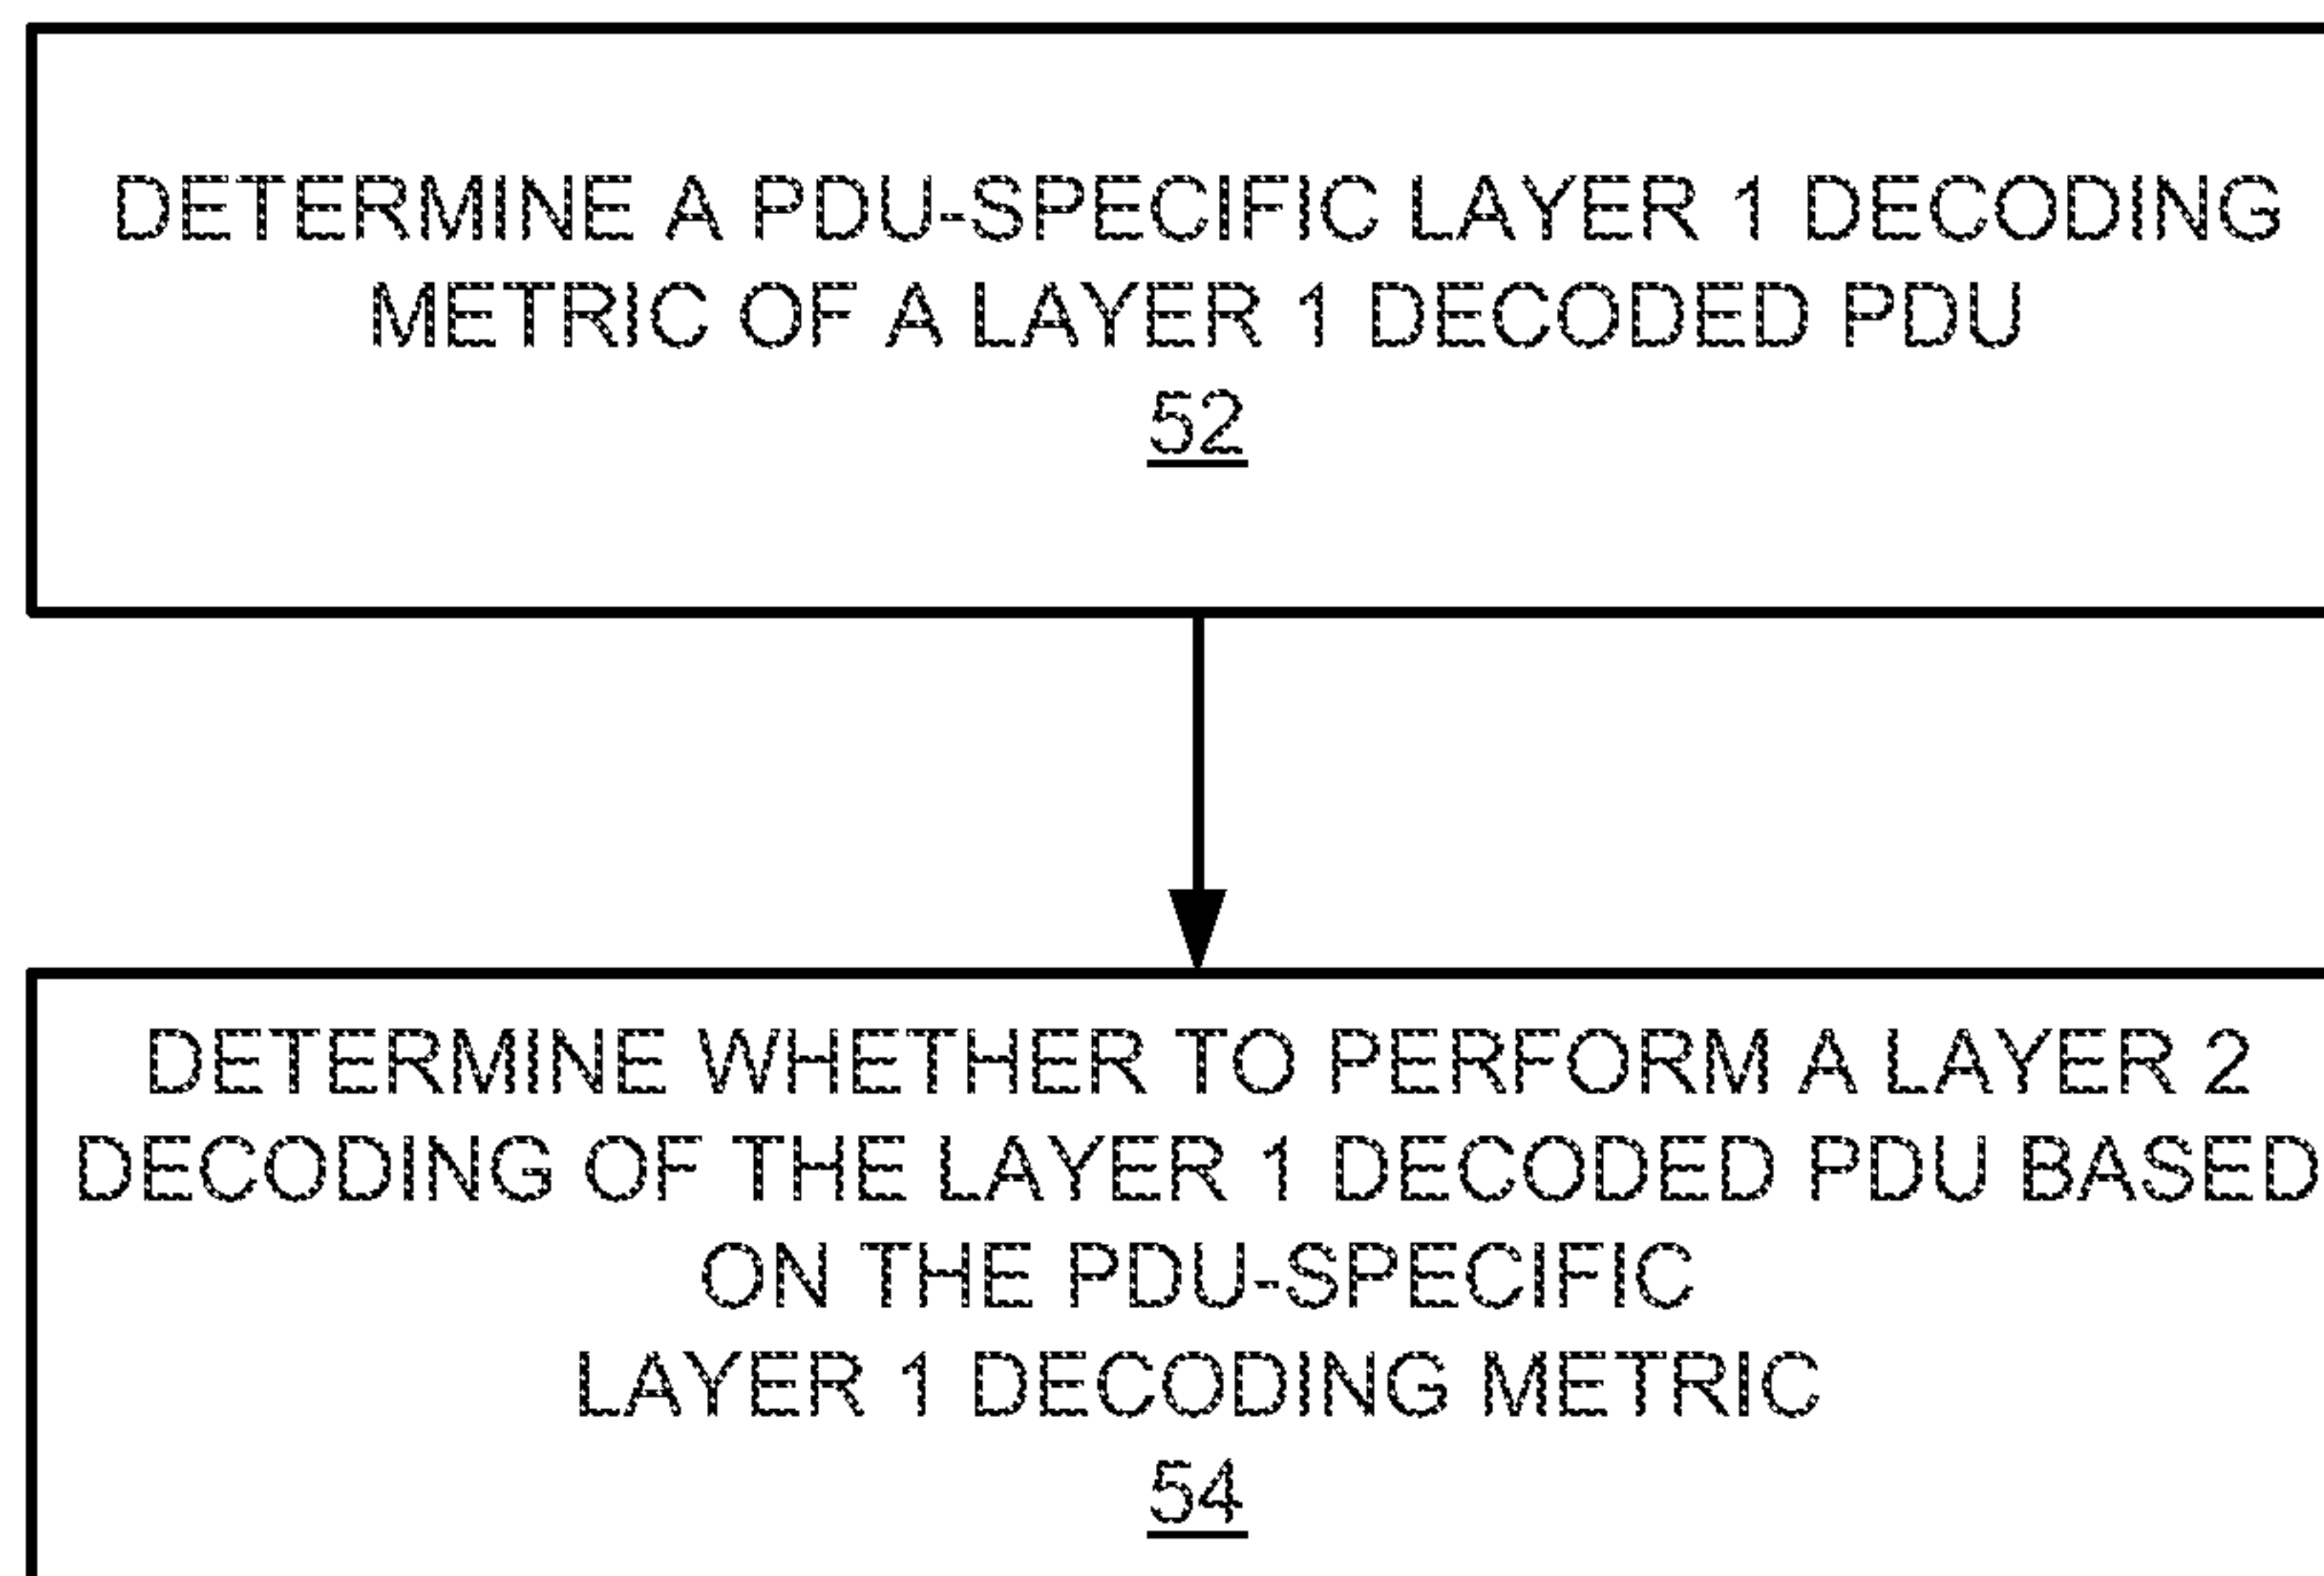 DETERMINE A PDU-SPECIFIC LAYER 1 DECODING
METRIC OF A LAYER 1 DECODED PDU
52
DETERMINE WHETHER TO PERFORM A LAYER 2
DECODING OF THE LAYER 1 DECODED PDU BASED
ON THE PDU-SPECIFIC
LAYER 1 DECODING METRIC
54